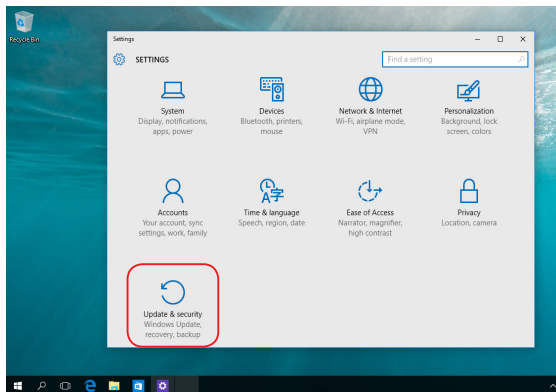 Recycle Bin
Settings
SETTINGS
Find a setting
System
Display, notifications,
apps, power
Devices
Bluetooth, printers,
mouse
Network & Internet
Wi-Fi, airplane mode,
VPN
Personalization
Background, lock
screen, colors
Accounts
Your account, sync
settings, work, family
Time & language
Speech, region, date
Ease of Access
Narrator, magnifier,
high contrast
Privacy
Location, camera
Update & security
Windows Update,
recovery, backup